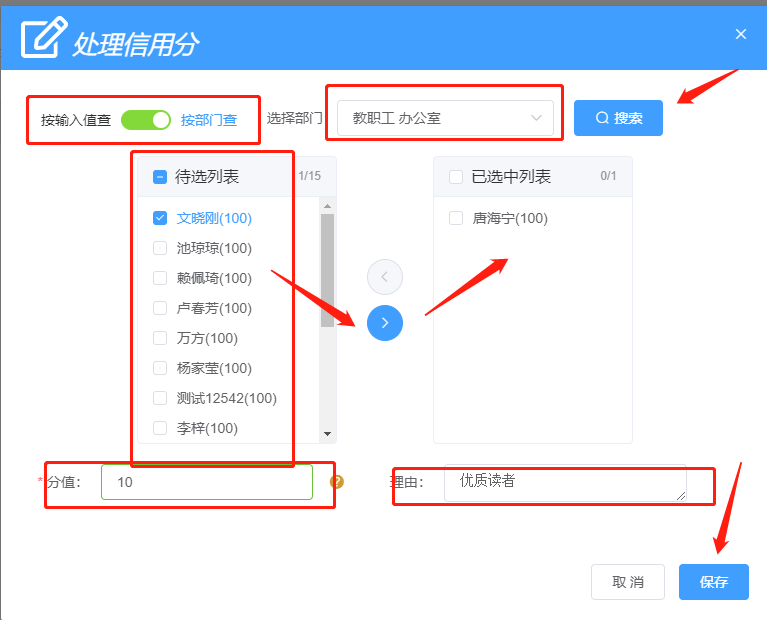 处理信用分
按输入值查 按部门查 选择部门 教职工 办公室 搜索
待选列表 1/15
文晓刚(100)
池琼琼(100)
赖佩琦(100)
卢春芳(100)
万方(100)
杨家莹(100)
测试12542(100)
李梓(100)
已选中列表 0/1
唐海宁(100)
*分值: 10 ?
理由: 优质读者
取 消 保存